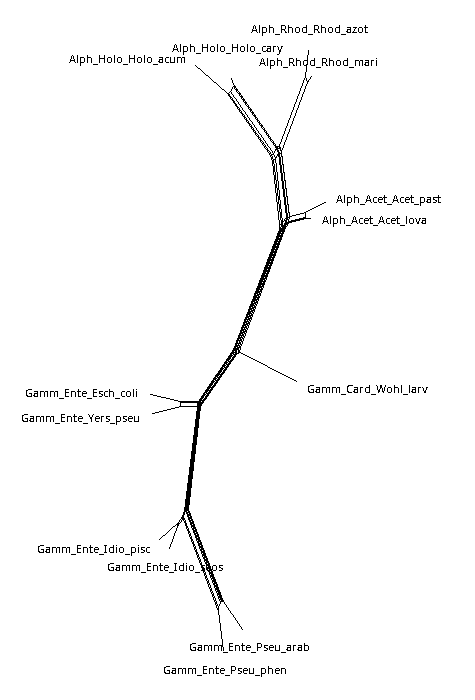 Alph_Rhod_Rhod_azot
Alph_Holo_Holo_cary
Alph_Holo_Holo_acum
Alph_Rhod_Rhod_mari
Alph_Acet_Acet_past
Alph_Acet_Acet_lova
Gamm_Card_Wohl_larv
Gamm_Ente_Esch_coli
Gamm_Ente_Yers_pseu
Gamm_Ente_Idio_pisc
Gamm_Ente_Pseu_arab
Gamm_Ente_Pseu_phen